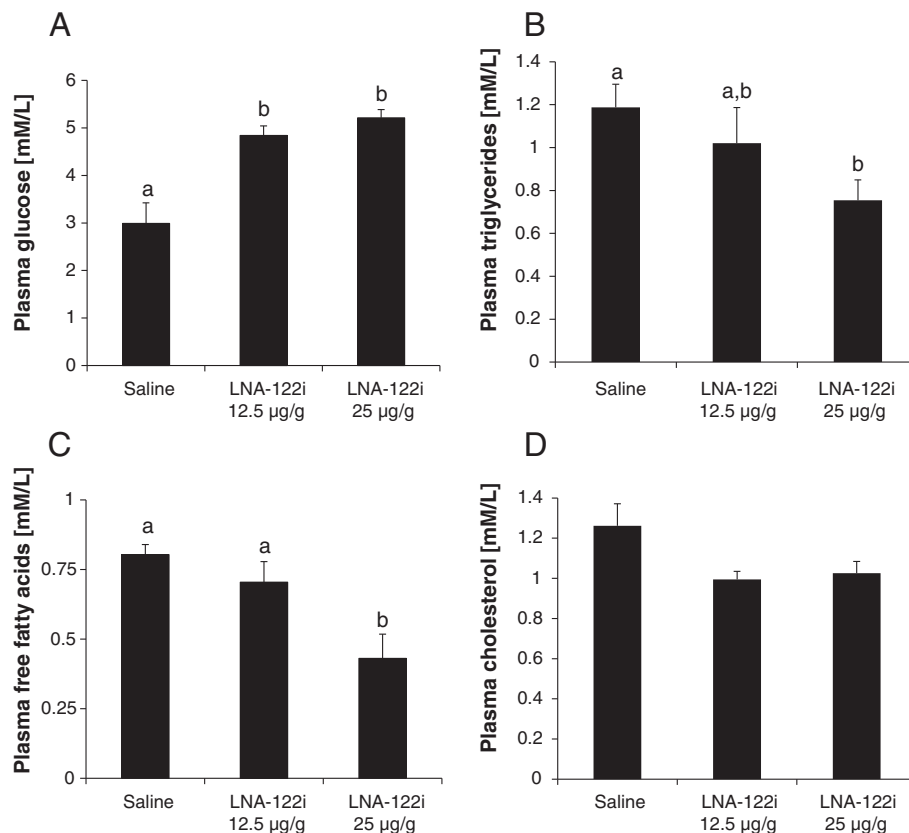 A
Plasma glucose [mM/L]
6
5
4
3
2
1
0
a
b
b
Saline
LNA-122i
12.5 µg/g
LNA-122i
25 µg/g
B
Plasma triglycerides [mM/L]
1.4
1.2
1
0.8
0.6
0.4
0.2
0
a
a,b
b
Saline
LNA-122i
12.5 µg/g
LNA-122i
25 µg/g
C
Plasma free fatty acids [mM/L]
1
0.75
0.5
0.25
0
a
a
b
Saline
LNA-122i
12.5 µg/g
LNA-122i
25 µg/g
D
Plasma cholesterol [mM/L]
1.4
1.2
1
0.8
0.6
0.4
0.2
0
Saline
LNA-122i
12.5 µg/g
LNA-122i
25 µg/g